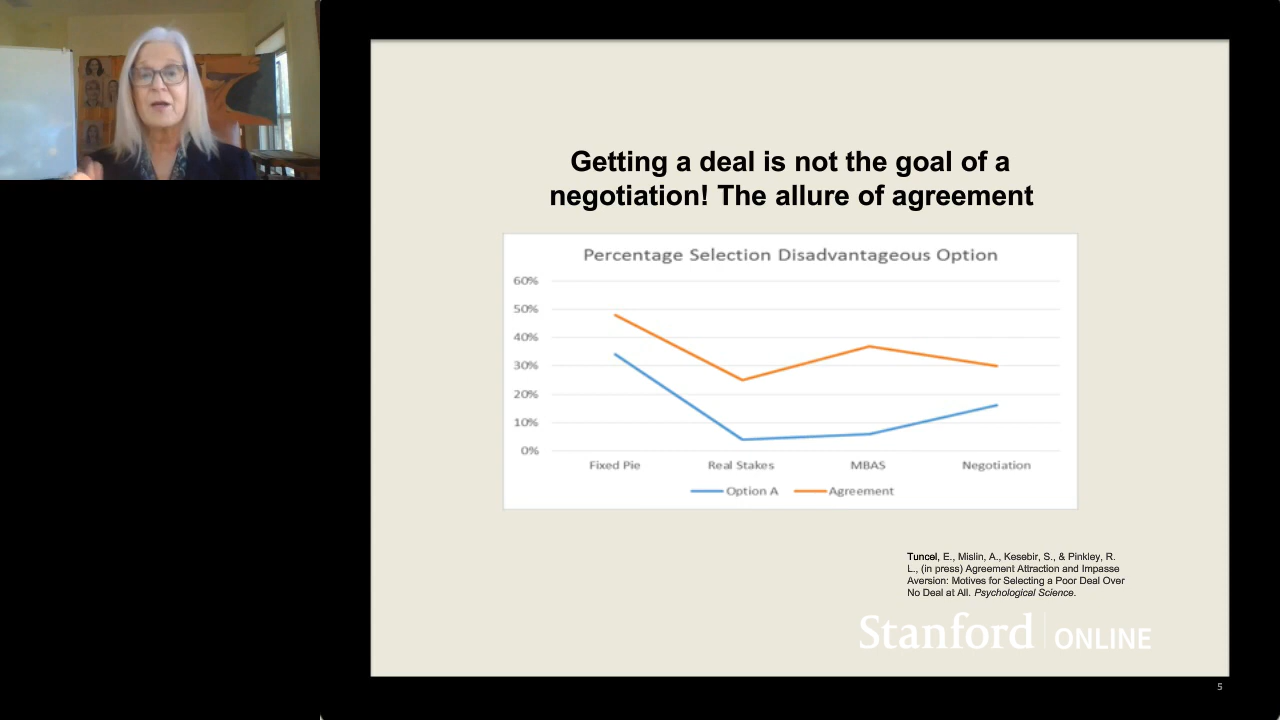 Getting a deal is not the goal of a
negotiation! The allure of agreement
Percentage Selection Disadvantageous Option
60%
50%
40%
30%
20%
10%
0%
Fixed Pie Real Stakes MBAS Negotiation
Option A Agreement
Tuncel, E., Mislin, A., Kesebir, S., & Pinkley, R.
L., (in press) Agreement Attraction and Impasse
Aversion: Motives for Selecting a Poor Deal Over
No Deal at All. Psychological Science.
Stanford ONLINE
5